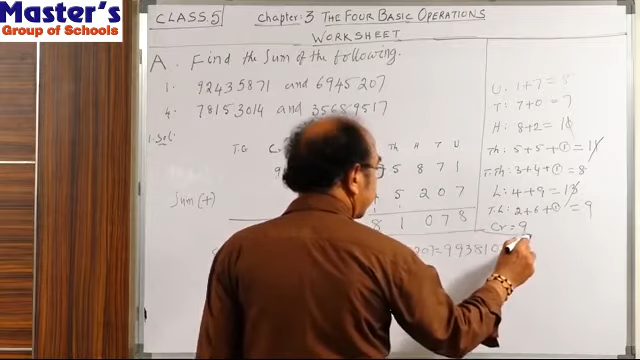 Master's
Group of Schools
CLASS.5 Chapter:3 THE FOUR BASIC OPERATIONS
WORKSHEET
A. Find the Sum of the following.
1. 92435871 and 6945207
4. 78153014 and 35689517
1.Sol:
T.C Th H T U
9 5 8 7 1
5 2 0 7
Sum (+)
8 1 0 7 8
207=993810
U: 1+7=8
T: 7+0=7
H: 8+2=10
Th: 5+5+①=11
T.Th: 3+4+①=8
L: 4+9=13
T.L: 2+6+①=9
Cr=9